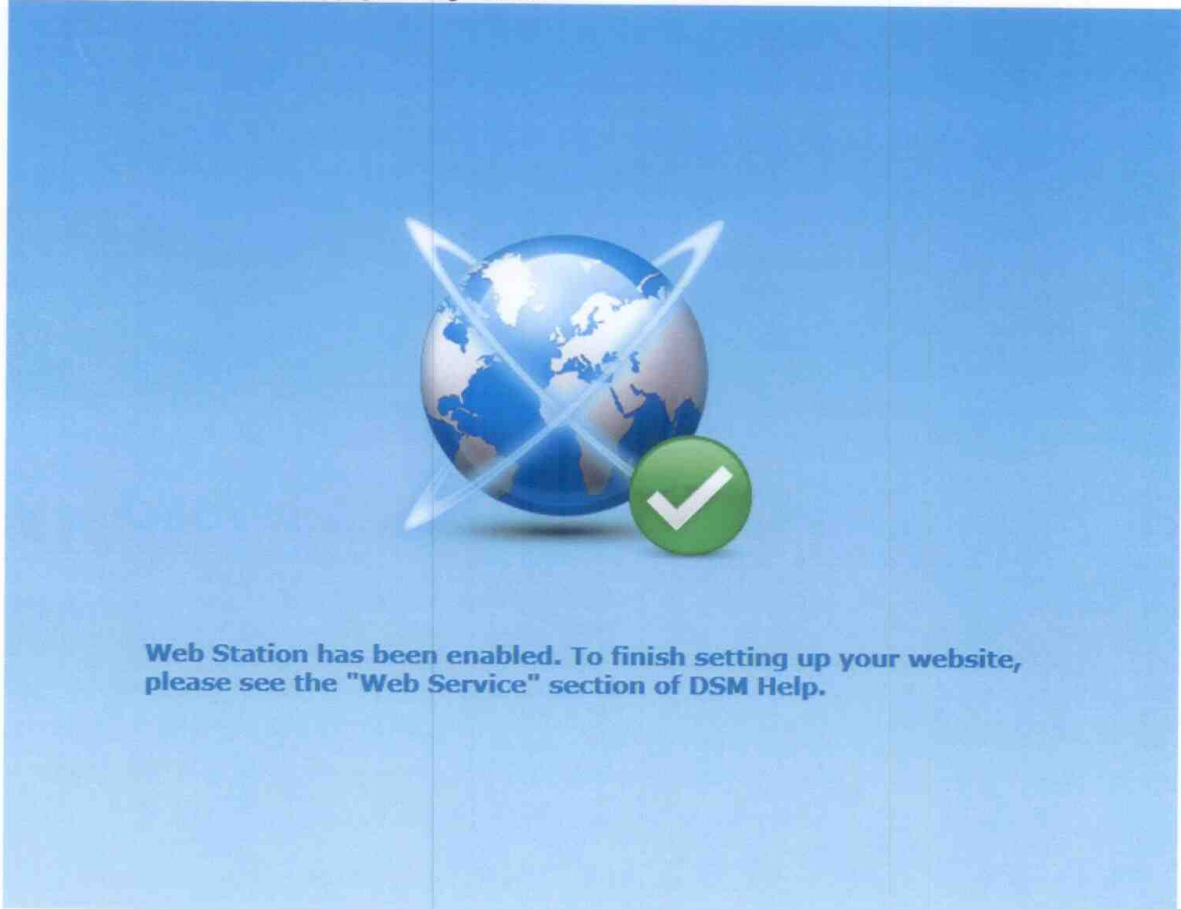 Web Station has been enabled. To finish setting up your website,
please see the "Web Service" section of DSM Help.